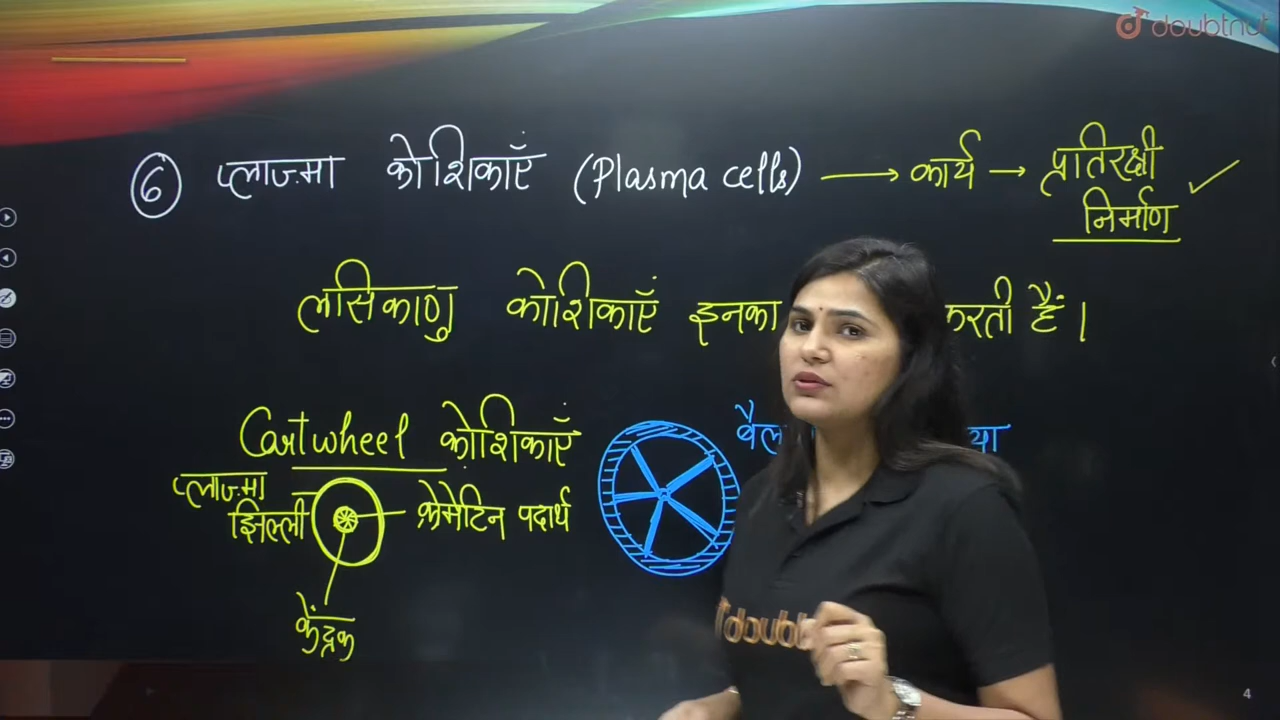 doubtnut
⑥ प्लाज़्मा कोशिकाएँ (Plasma cells) → कार्य → प्रतिरक्षी
निर्माण ✓
लसिकाणु कोशिकाएँ इनका करती हैं।
Cartwheel कोशिकाएँ
बैल
प्लाज़्मा
झिल्ली
क्रोमेटिन पदार्थ
केंद्रक
doubt
4